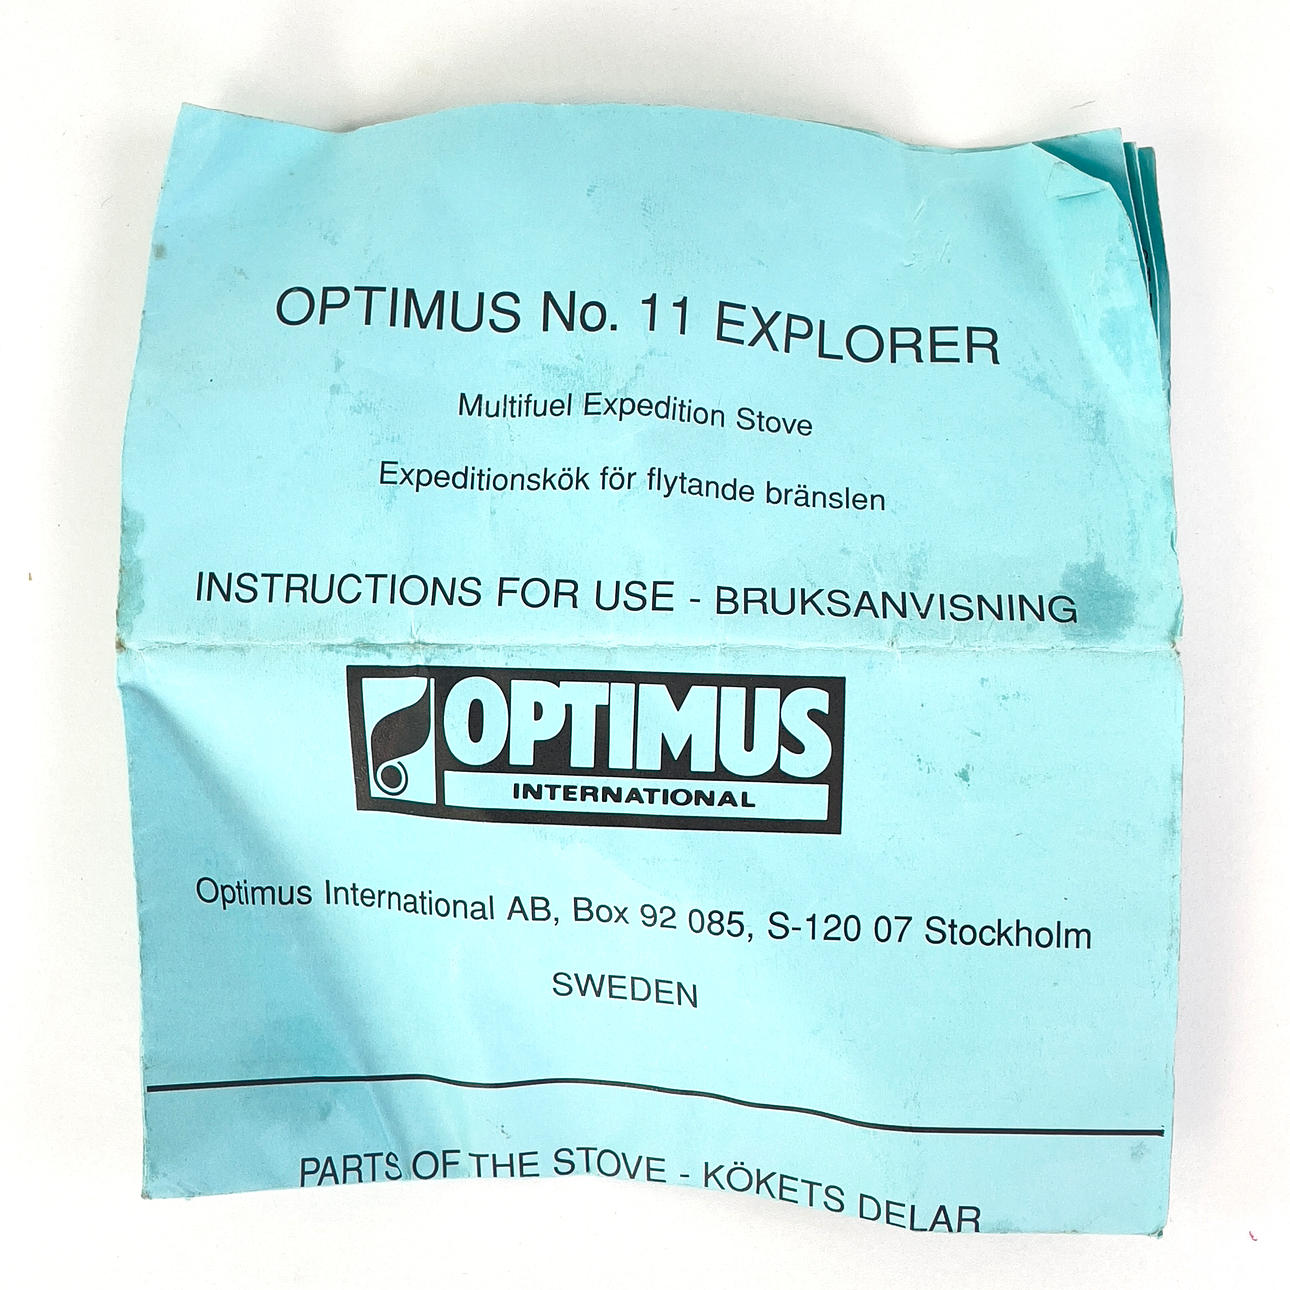 OPTIMUS No. 11 EXPLORER
Multifuel Expedition Stove
Expeditionskök för flytande bränslen
INSTRUCTIONS FOR USE - BRUKSANVISNING
OPTIMUS
INTERNATIONAL
Optimus International AB, Box 92 085, S-120 07 Stockholm
SWEDEN
PARTS OF THE STOVE - KÖKETS DELAR